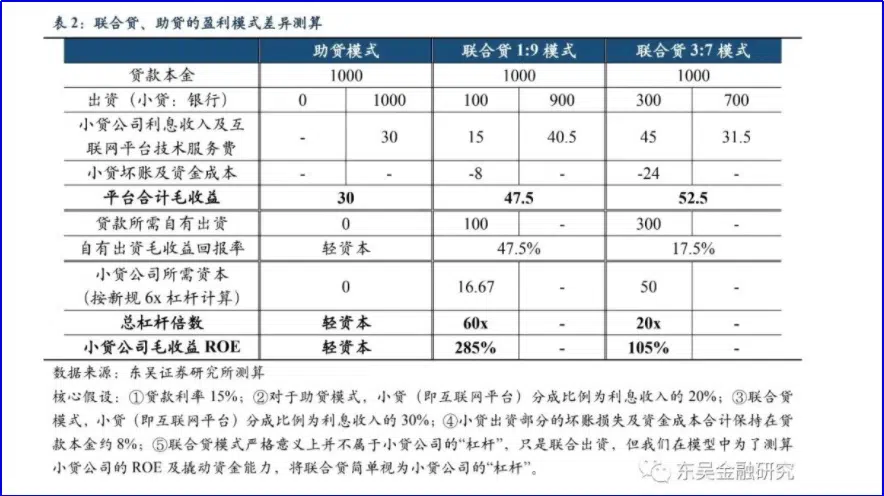 表 2：联合贷、助贷的盈利模式差异测算
助贷模式 联合贷 1:9 模式 联合贷 3:7 模式
贷款本金 1000 1000 1000
出资（小贷：银行） 0 1000 100 900 300 700
小贷公司利息收入及互
联网平台技术服务费 - 30 15 40.5 45 31.5
小贷坏账及资金成本 - - -8 -24
平台合计毛收益 30 47.5 52.5
贷款所需自有出资 0 100 - 300 -
自有出资毛收益回报率 轻资本 47.5% 17.5%
小贷公司所需资本
（按新规 6x 杠杆计算） 0 16.67 - 50 -
总杠杆倍数 轻资本 60x - 20x -
小贷公司毛收益 ROE 轻资本 285% - 105% -
数据来源：东吴证券研究所测算
核心假设：①贷款利率 15%；②对于助贷模式，小贷（即互联网平台）分成比例为利息收入的 20%；③联合贷
模式，小贷（即互联网平台）分成比例为利息收入的 30%；④小贷出资部分的坏账损失及资金成本合计保持在贷
款本金约 8%；⑤联合贷模式严格意义上并不属于小贷公司的“杠杆”，只是联合出资，但我们在模型中为了测算
小贷公司的 ROE 及撬动资金能力，将联合贷简单视为小贷公司的“杠杆”。
东吴金融研究